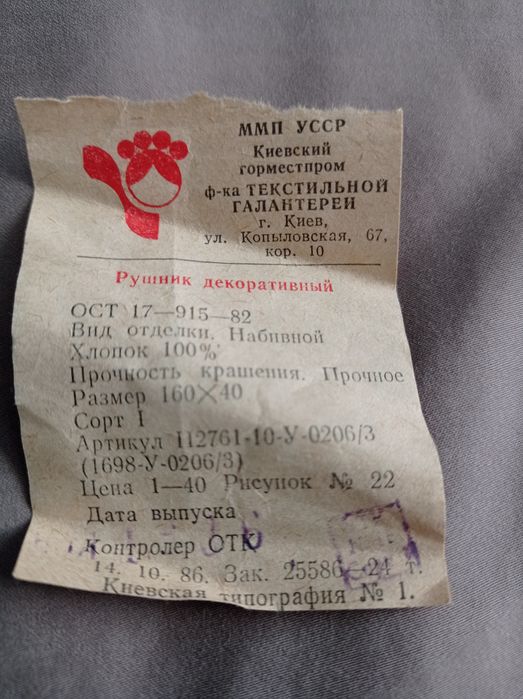 ММП УССР
Киевский
горместпром
ф-ка ТЕКСТИЛЬНОЙ
ГАЛАНТЕРЕИ
г. Киев,
ул. Копыловская, 67,
кор. 10
Рушник декоративный
ОСТ 17—915—82
Вид отделки. Набивной
Хлопок 100%
Прочность крашения. Прочное
Размер 160×40
Сорт I
Артикул 112761-10-У-0206/3
(1698-У-0206/3)
Цена 1—40 Рисунок № 22
Дата выпуска
Контролер ОТК
14. 10. 86. Зак. 25586—24 т.
Киевская типография № 1.